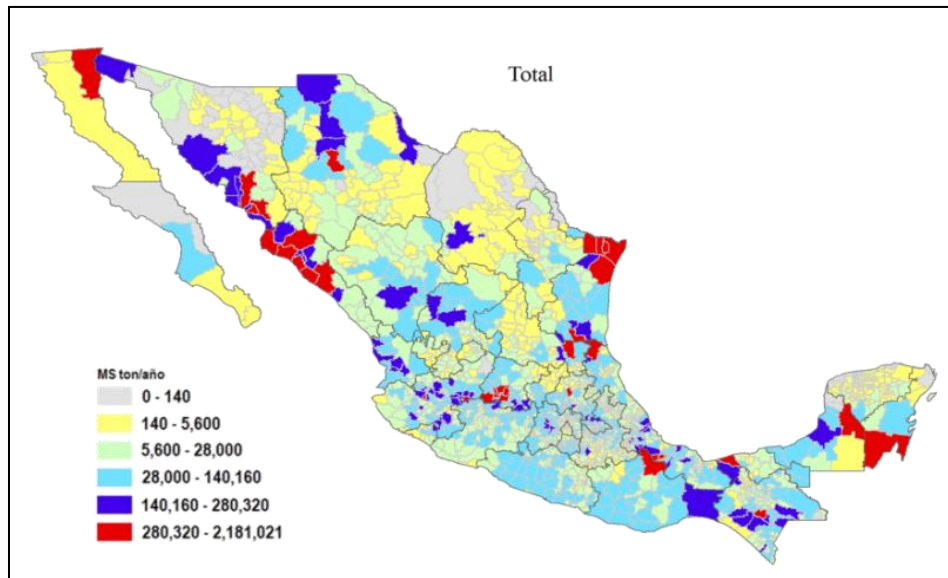 Total
MS ton/año
0 - 140
140 - 5,600
5,600 - 28,000
28,000 - 140,160
140,160 - 280,320
280,320 - 2,181,021